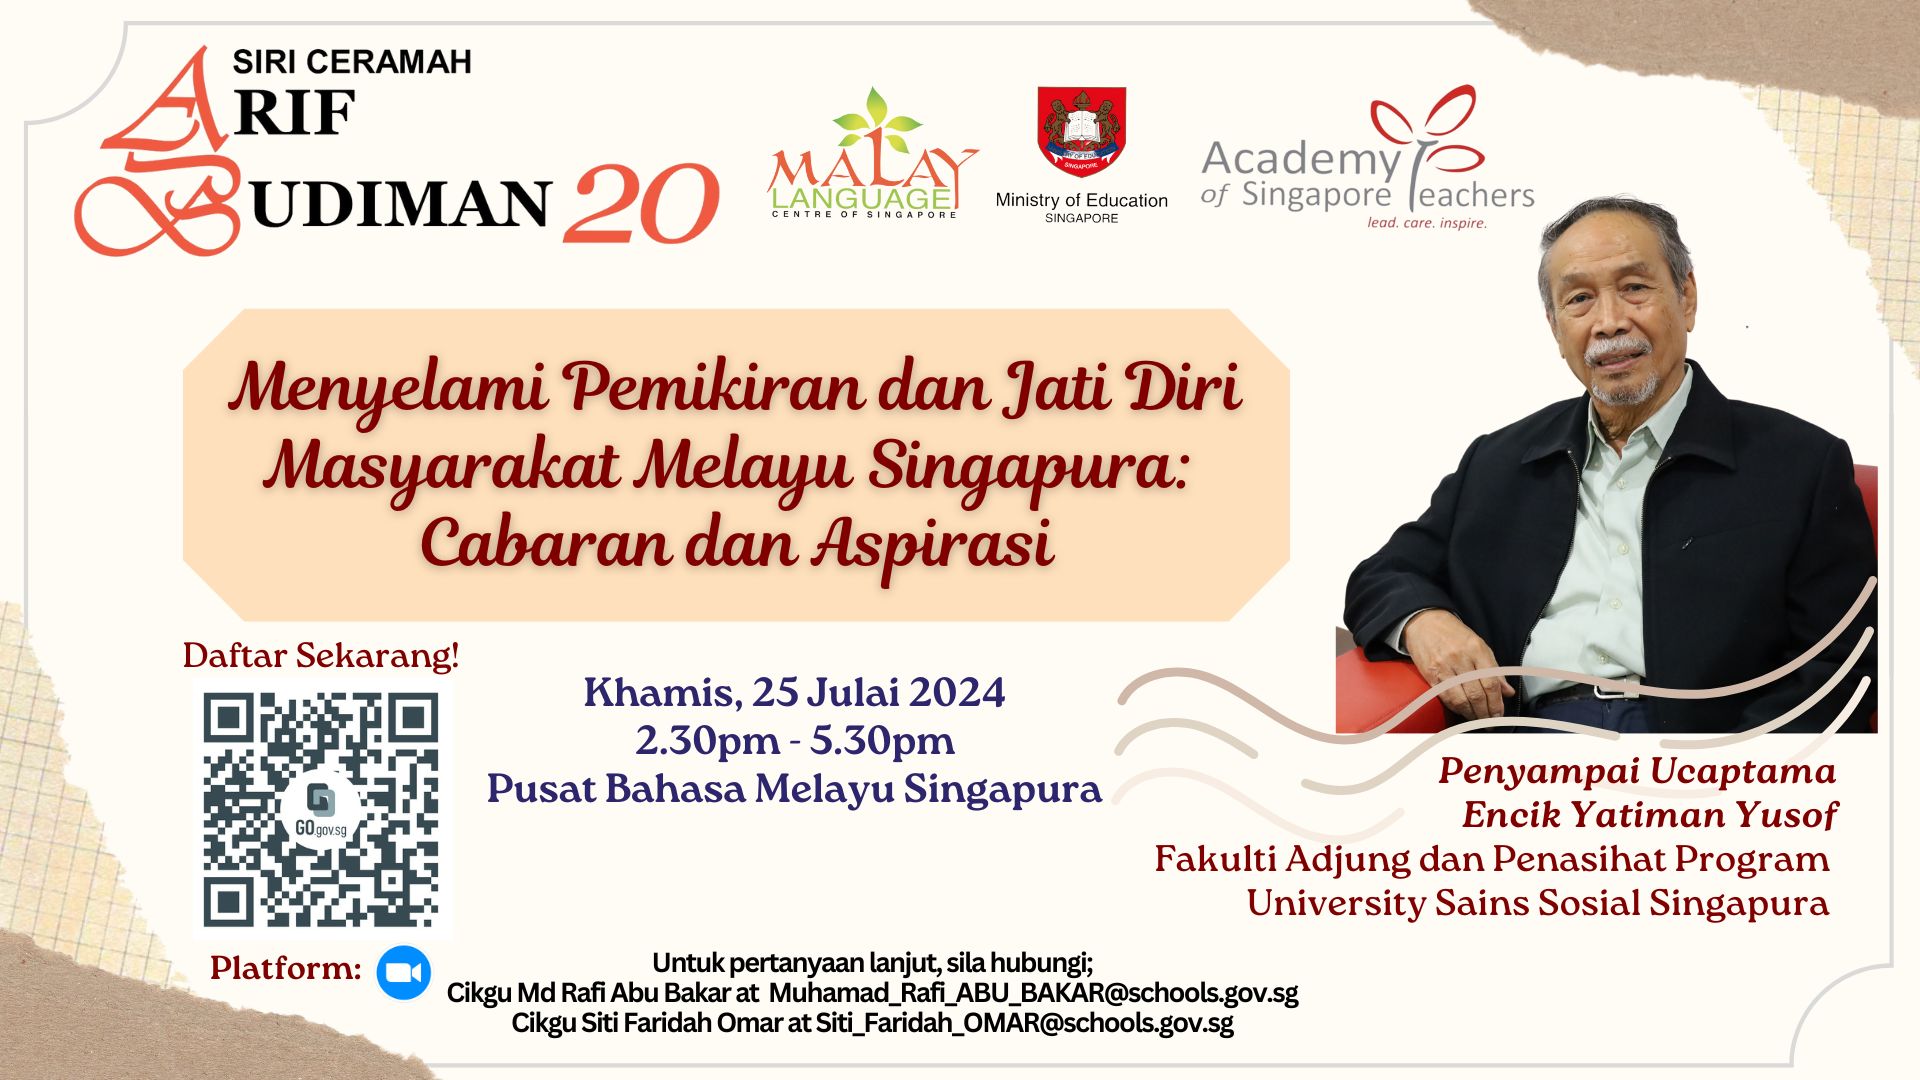 SIRI CERAMAH
ARIF
BUDIMAN 20
MALAY
LANGUAGE
CENTRE OF SINGAPORE
MINISTRY OF EDUCATION
SINGAPORE
Ministry of Education
SINGAPORE
Academy
of Singapore Teachers
lead. care. inspire.
Menyelami Pemikiran dan Jati Diri
Masyarakat Melayu Singapura:
Cabaran dan Aspirasi
Daftar Sekarang!
GO.gov.sg
Platform:
Khamis, 25 Julai 2024
2.30pm - 5.30pm
Pusat Bahasa Melayu Singapura
Penyampai Ucaptama
Encik Yatiman Yusof
Fakulti Adjung dan Penasihat Program
University Sains Sosial Singapura
Untuk pertanyaan lanjut, sila hubungi;
Cikgu Md Rafi Abu Bakar at Muhamad_Rafi_ABU_BAKAR@schools.gov.sg
Cikgu Siti Faridah Omar at Siti_Faridah_OMAR@schools.gov.sg